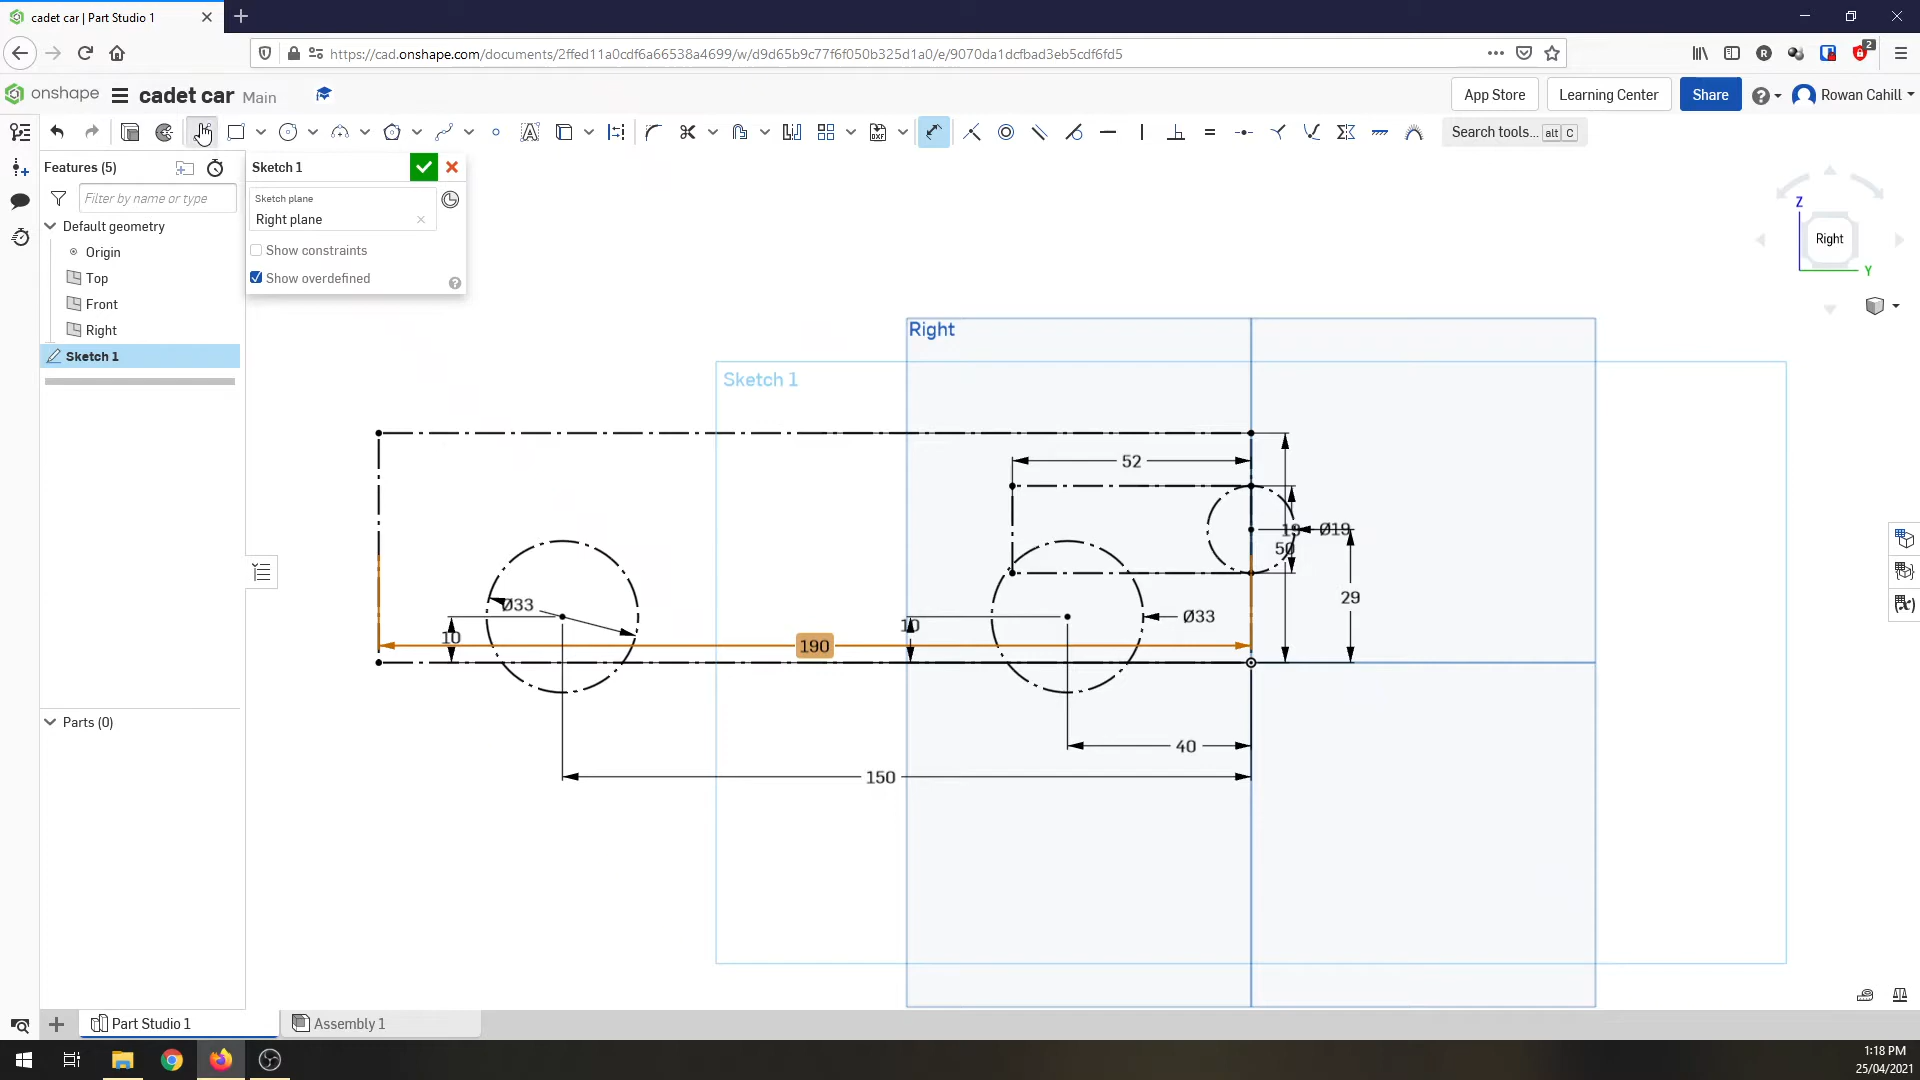 cadet car | Part Studio 1
https://cad.onshape.com/documents/2ffed11a0cdf6a66538a4699/w/d9d65b9c77f6f050b325d1a0/e/9070da1dcfbad3eb5cdf6fd5
2
onshape
cadet car Main
App Store
Learning Center
Share
Rowan Cahill
Search tools... alt C
Features (5)
Filter by name or type
Default geometry
Origin
Top
Front
Right
Sketch 1
Parts (0)
Sketch 1
Sketch plane
Right plane
Show constraints
Show overdefined
Z
Right
Y
Right
Sketch 1
52
19
Ø19
50
29
Ø33
10
10
Ø33
190
40
150
Part Studio 1
Assembly 1
1:18 PM
25/04/2021